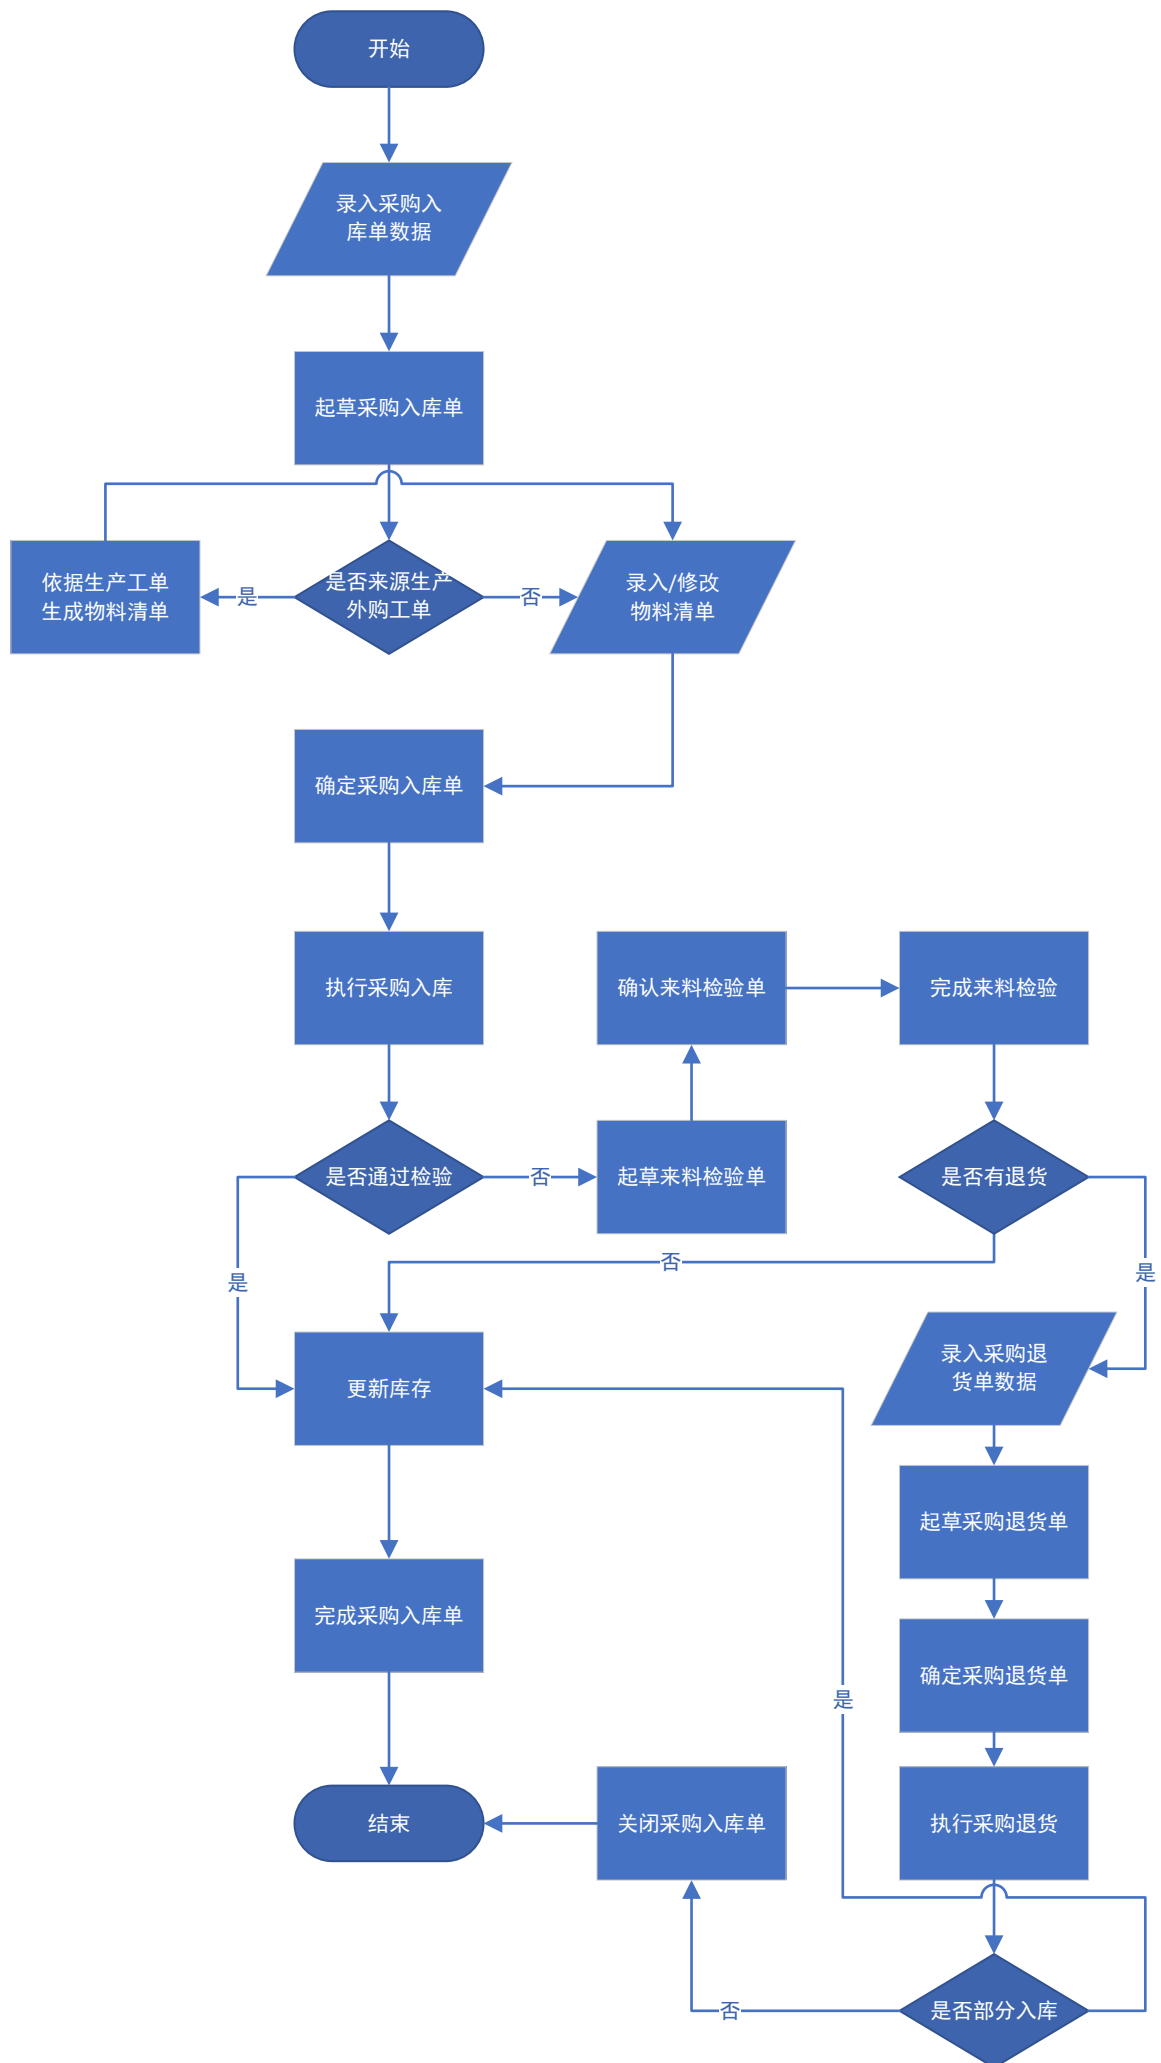 开始
录入采购入
库单数据
起草采购入库单
依据生产工单
生成物料清单
是
是否来源生产
外购工单
否
录入/修改
物料清单
确定采购入库单
执行采购入库
确认来料检验单
完成来料检验
是否通过检验
否
起草来料检验单
是否有退货
否
是
是
更新库存
录入采购退
货单数据
起草采购退货单
完成采购入库单
确定采购退货单
是
结束
关闭采购入库单
执行采购退货
否
是否部分入库